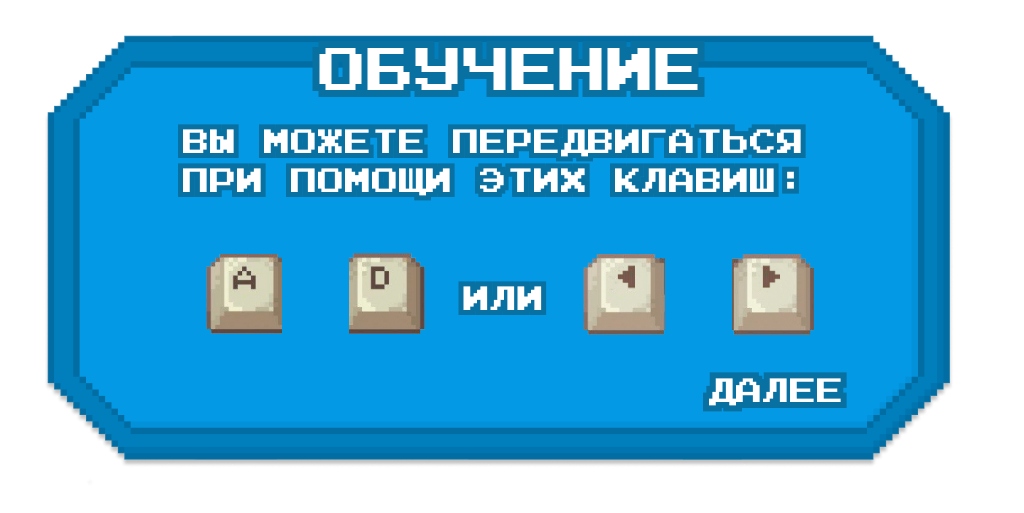 ОБУЧЕНИЕ
ВЫ МОЖЕТЕ ПЕРЕДВИГАТЬСЯ
ПРИ ПОМОЩИ ЭТИХ КЛАВИШ:
A D ИЛИ ◄ ►
ДАЛЕЕ